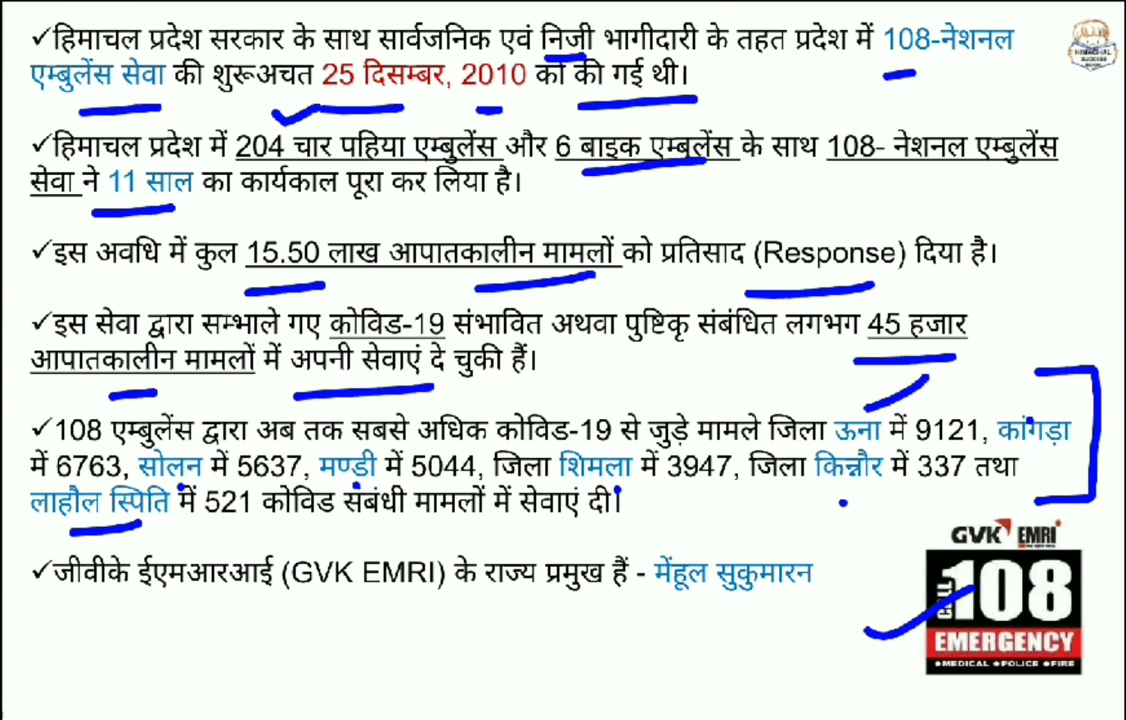 ✓हिमाचल प्रदेश सरकार के साथ सार्वजनिक एवं निजी भागीदारी के तहत प्रदेश में 108-नेशनल
एम्बुलेंस सेवा की शुरूअचत 25 दिसम्बर, 2010 को की गई थी।
✓हिमाचल प्रदेश में 204 चार पहिया एम्बुलेंस और 6 बाइक एम्बुलेंस के साथ 108- नेशनल एम्बुलेंस
सेवा ने 11 साल का कार्यकाल पूरा कर लिया है।
✓इस अवधि में कुल 15.50 लाख आपातकालीन मामलों को प्रतिसाद (Response) दिया है।
✓इस सेवा द्वारा सम्भाले गए कोविड-19 संभावित अथवा पुष्टिकृ संबंधित लगभग 45 हजार
आपातकालीन मामलों में अपनी सेवाएं दे चुकी हैं।
✓108 एम्बुलेंस द्वारा अब तक सबसे अधिक कोविड-19 से जुड़े मामले जिला ऊना में 9121, कांगड़ा
में 6763, सोलन में 5637, मण्डी में 5044, जिला शिमला में 3947, जिला किन्नौर में 337 तथा
लाहौल स्पिति में 521 कोविड संबंधी मामलों में सेवाएं दी।
✓जीवीके ईएमआरआई (GVK EMRI) के राज्य प्रमुख हैं - मेंहूल सुकुमारन
HIMACHAL
SUCCESS
GVK EMRI
CALL 108
EMERGENCY
MEDICAL POLICE FIRE